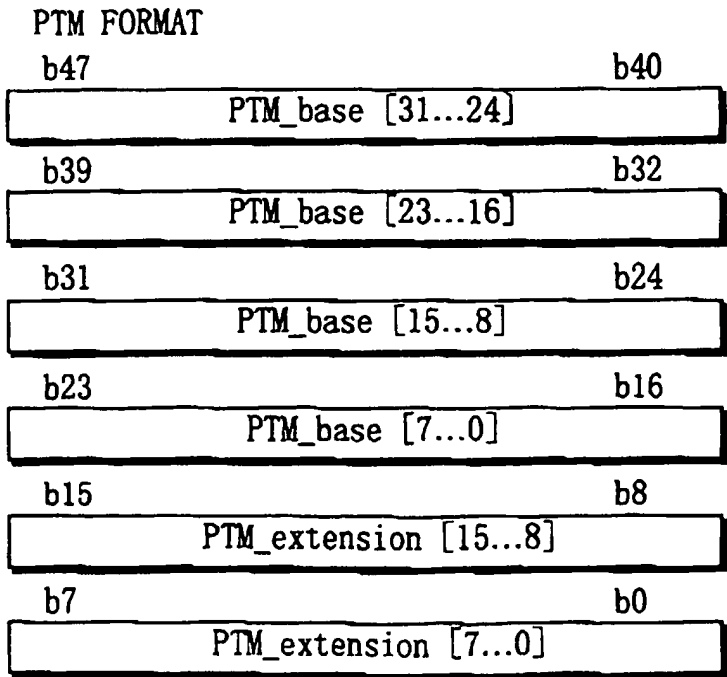 PTM FORMAT
b47 b40
PTM_base [31...24]
b39 b32
PTM_base [23...16]
b31 b24
PTM_base [15...8]
b23 b16
PTM_base [7...0]
b15 b8
PTM_extension [15...8]
b7 b0
PTM_extension [7...0]